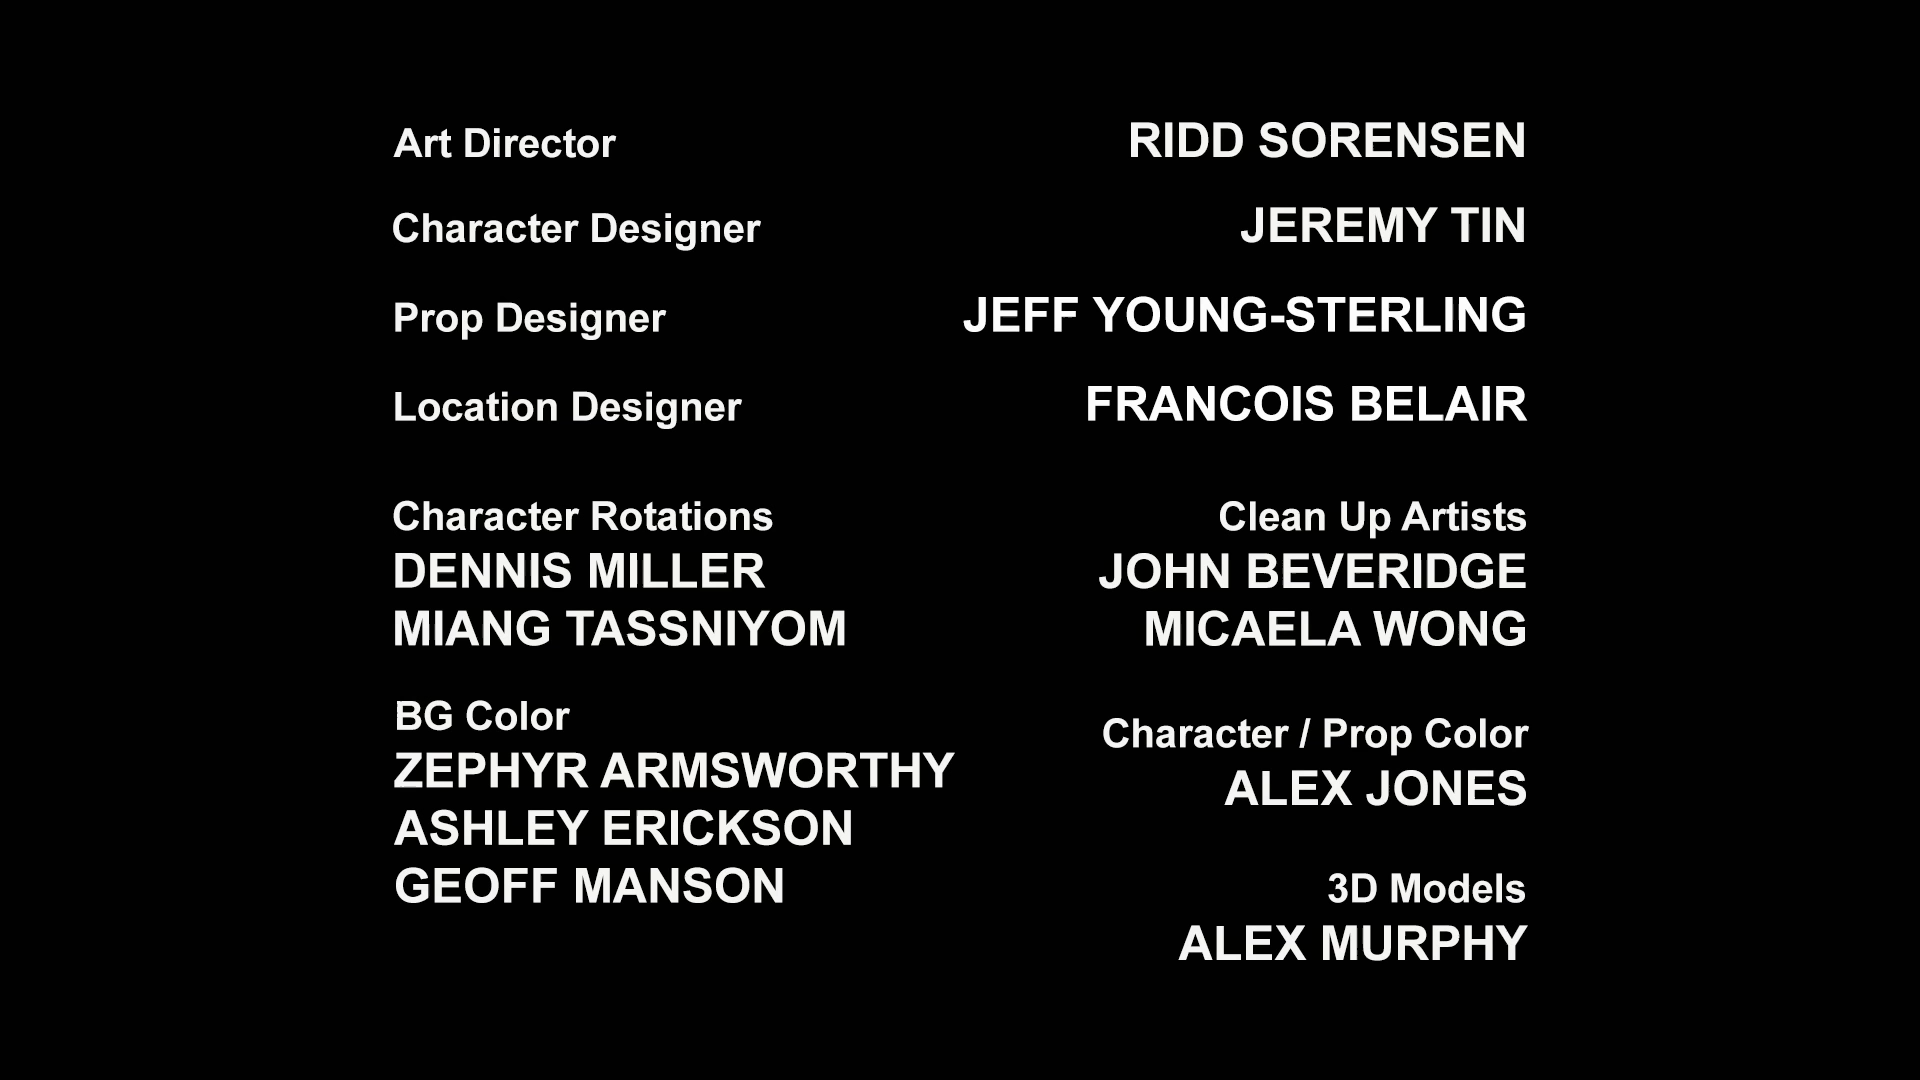 Art Director RIDD SORENSEN
Character Designer JEREMY TIN
Prop Designer JEFF YOUNG-STERLING
Location Designer FRANCOIS BELAIR
Character Rotations
DENNIS MILLER
MIANG TASSNIYOM
Clean Up Artists
JOHN BEVERIDGE
MICAELA WONG
BG Color
ZEPHYR ARMSWORTHY
ASHLEY ERICKSON
GEOFF MANSON
Character / Prop Color
ALEX JONES
3D Models
ALEX MURPHY